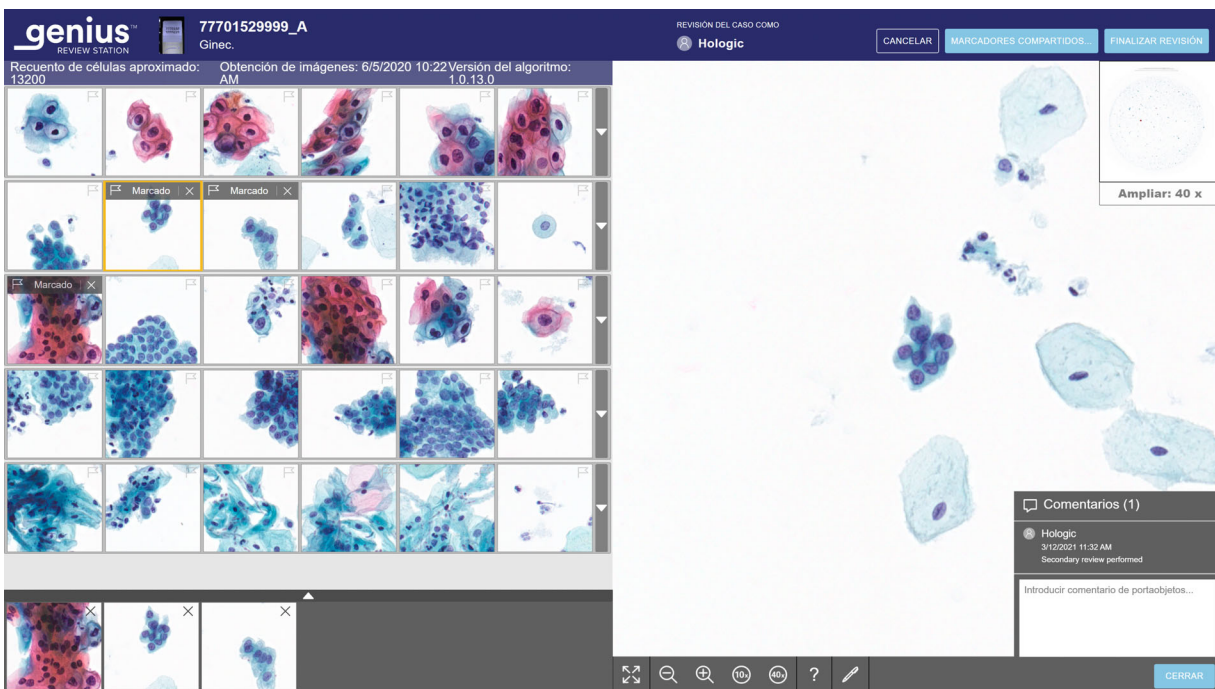 genius™
REVIEW STATION
77701529999_A
Ginec.
REVISIÓN DEL CASO COMO
Hologic
CANCELAR
MARCADORES COMPARTIDOS...
FINALIZAR REVISIÓN
Recuento de células aproximado:
13200
Obtención de imágenes: 6/5/2020 10:22
AM
Versión del algoritmo:
1.0.13.0
Marcado
Marcado
Marcado
Ampliar: 40 x
Comentarios (1)
Hologic
3/12/2021 11:32 AM
Secondary review performed
Introducir comentario de portaobjetos...
10x
40x
?
CERRAR